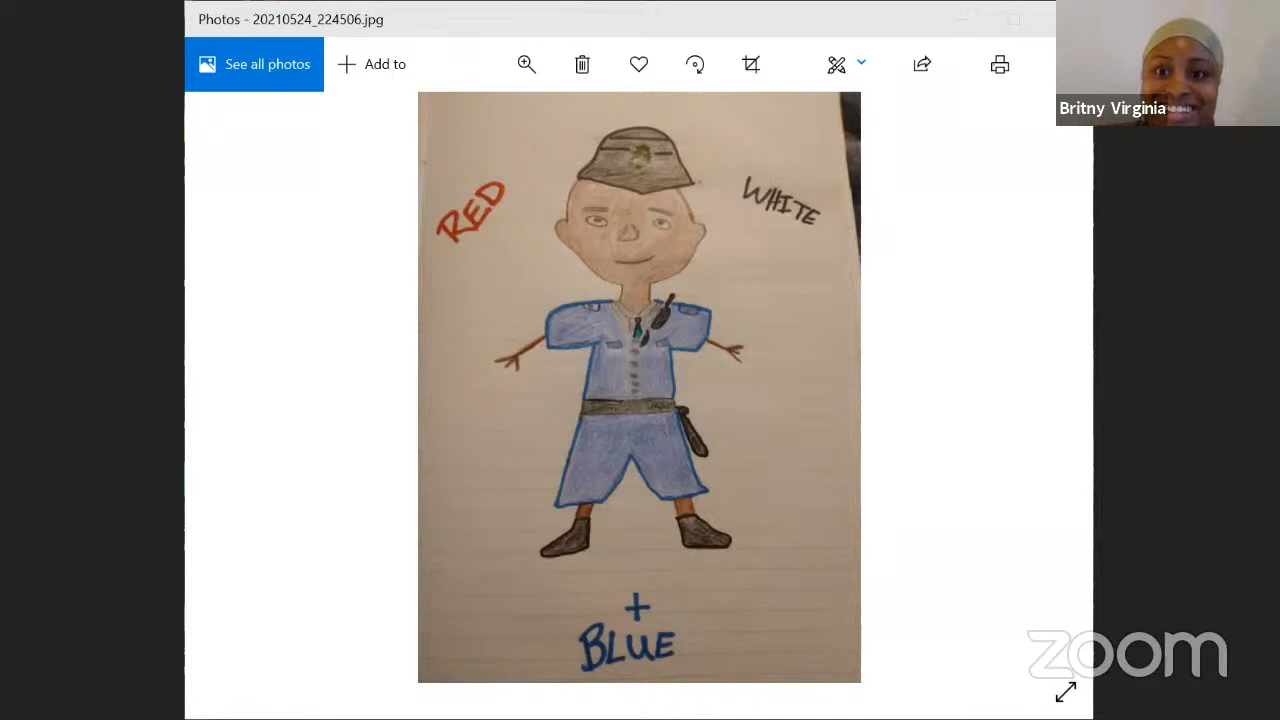 Photos - 20210524_224506.jpg
See all photos
Add to
Britny Virginia
RED
WHITE
+
BLUE
zoom